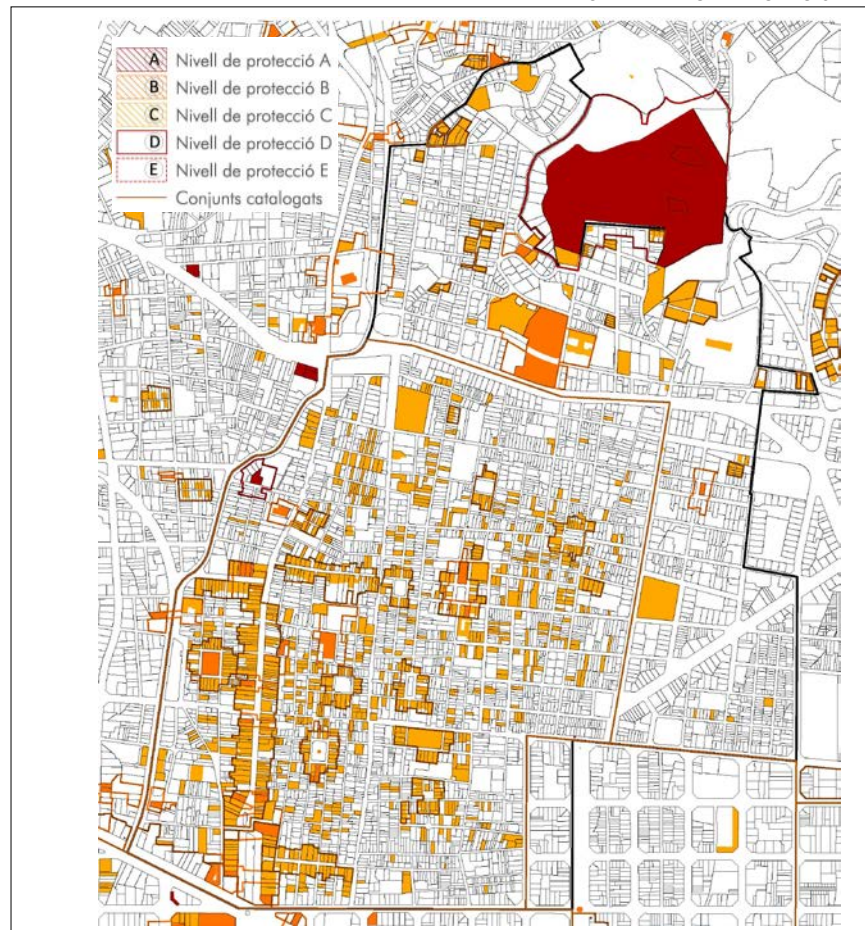 A Nivell de protecció A
B Nivell de protecció B
C Nivell de protecció C
D Nivell de protecció D
E Nivell de protecció E
Conjunts catalogats